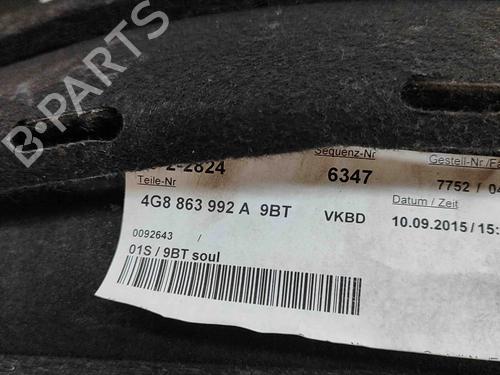 B-PARTS
2-2824
Sequenz-Nr
Gestell-Nr
Teile-Nr
6347
7752 / 04
4G8 863 992 A 9BT
VKBD
Datum / Zeit
10.09.2015/15:
0092643 /
01S / 9BT soul